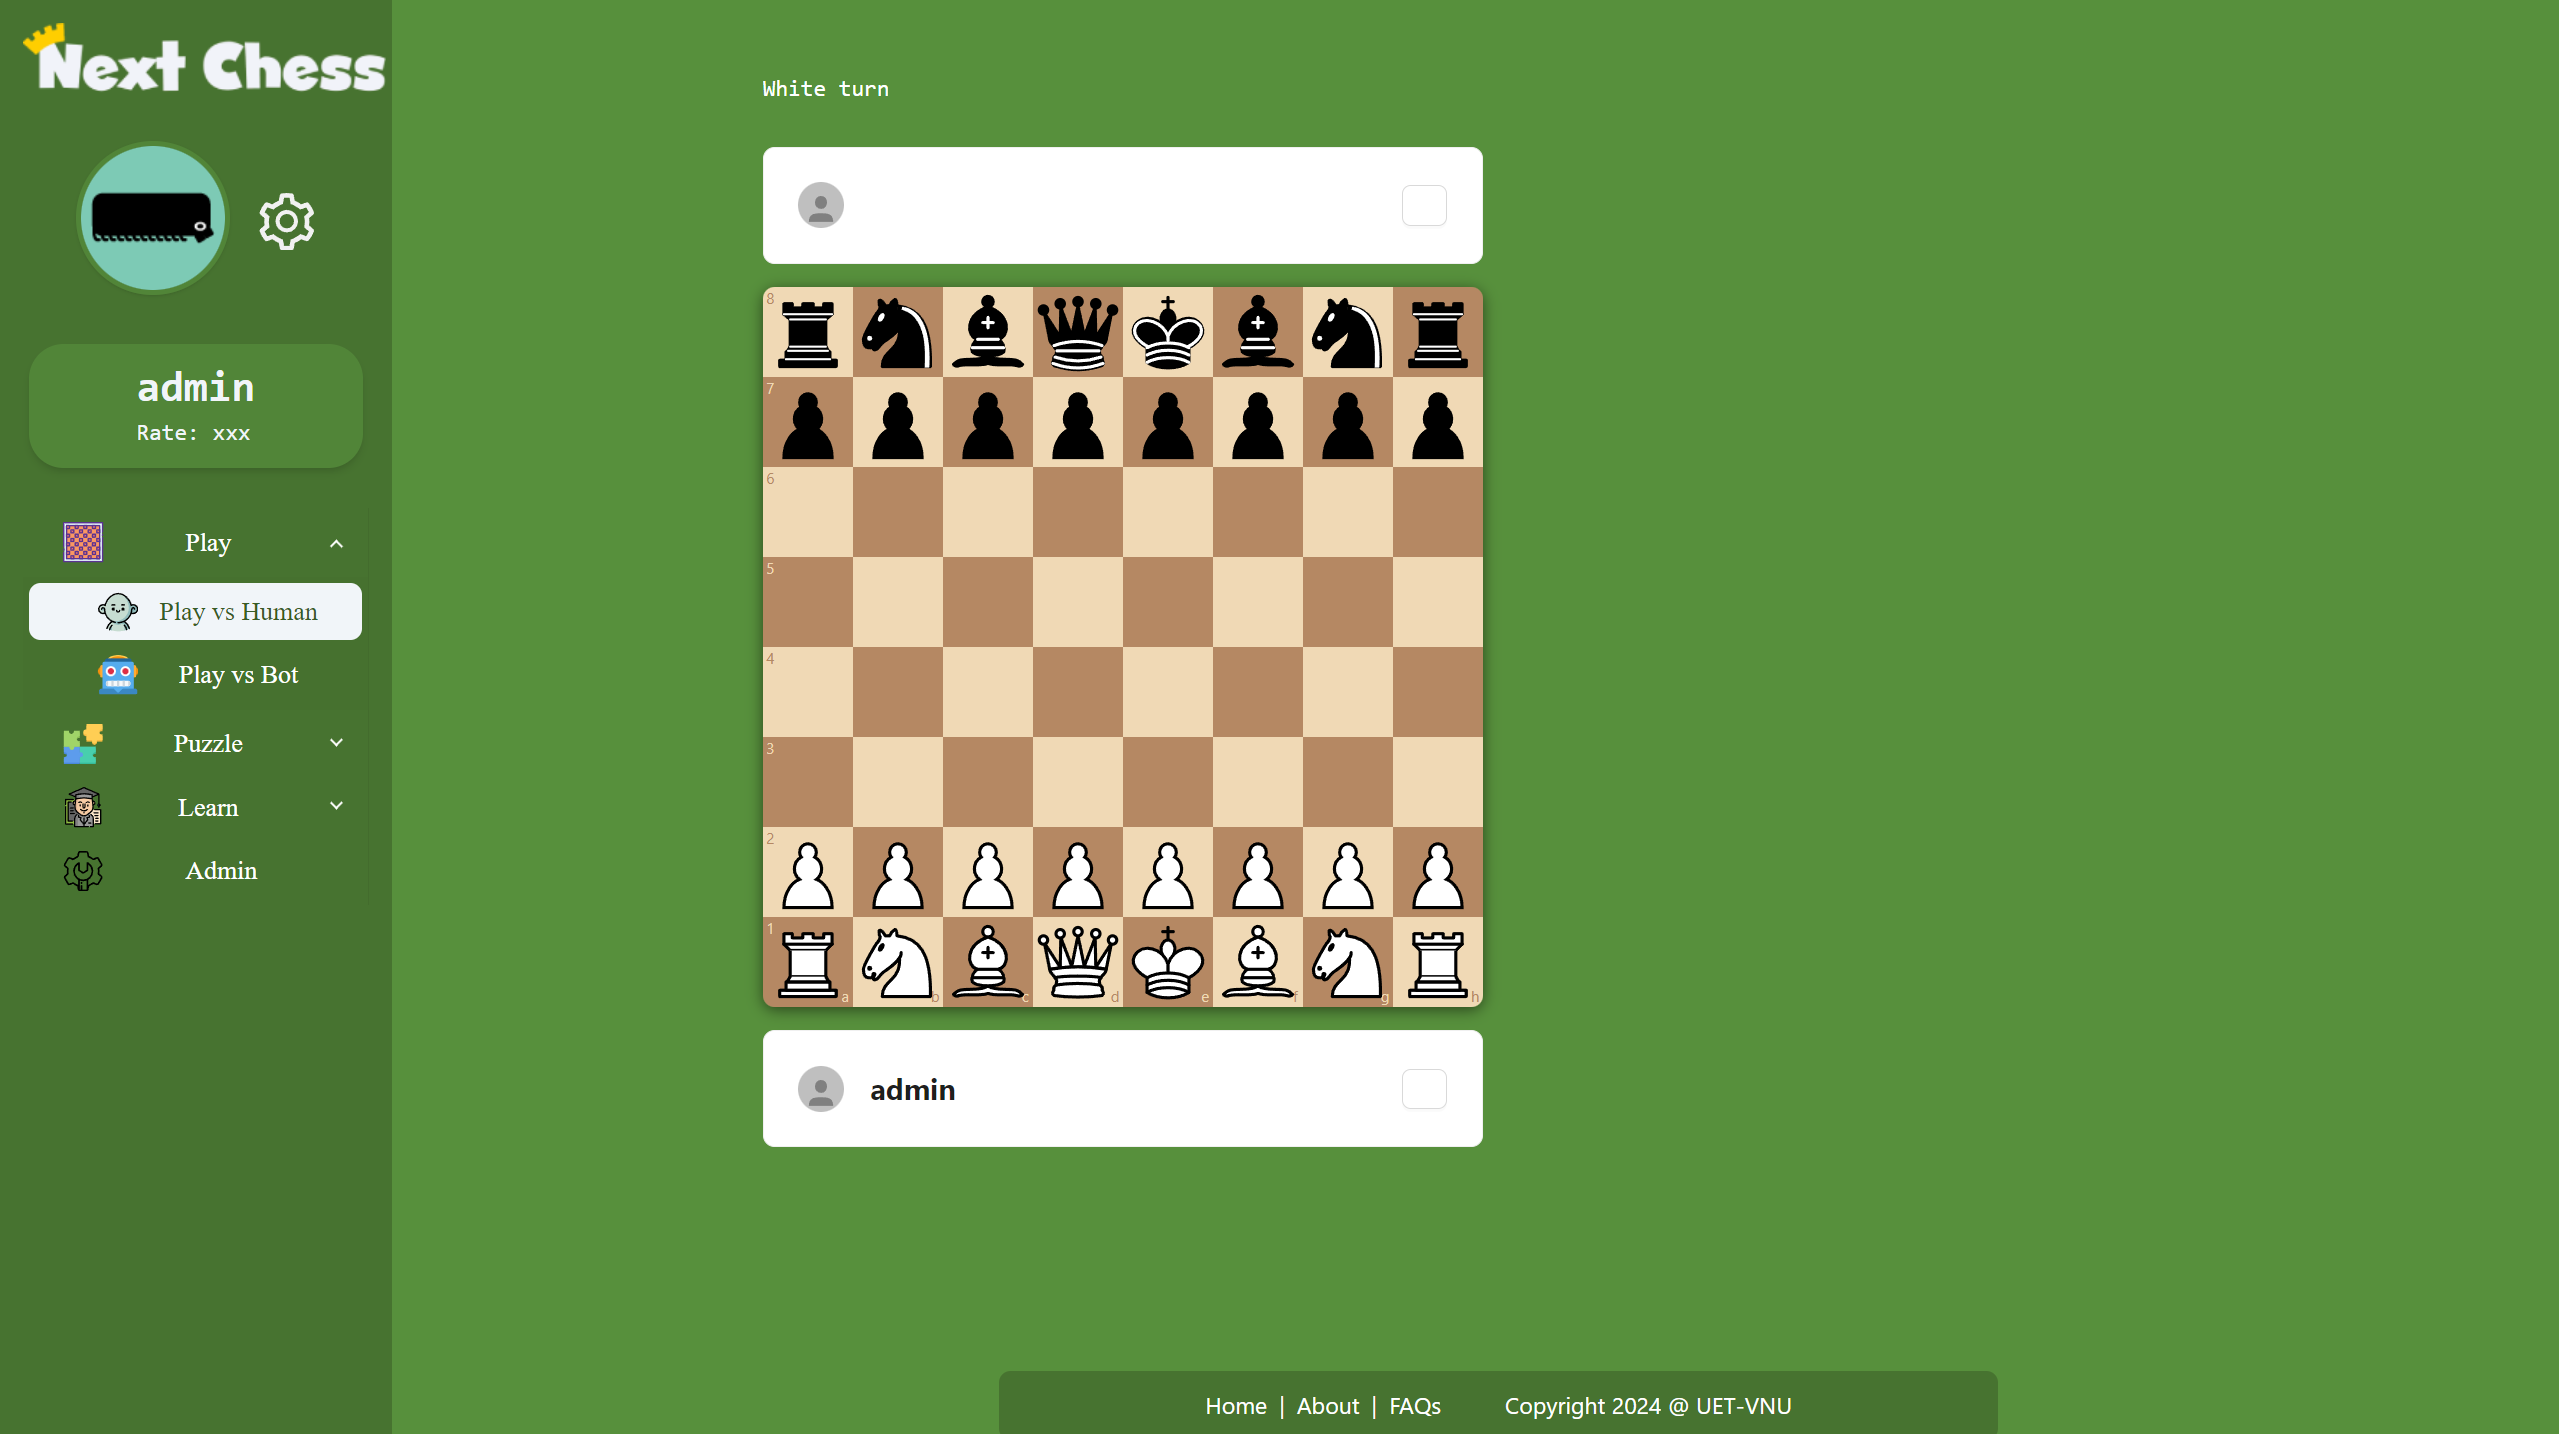 Next Chess
admin
Rate: xxx
Play
Play vs Human
Play vs Bot
Puzzle
Learn
Admin
White turn
8
7
6
5
4
3
2
1
a b c d e f g h
admin
Home | About | FAQs Copyright 2024 @ UET-VNU